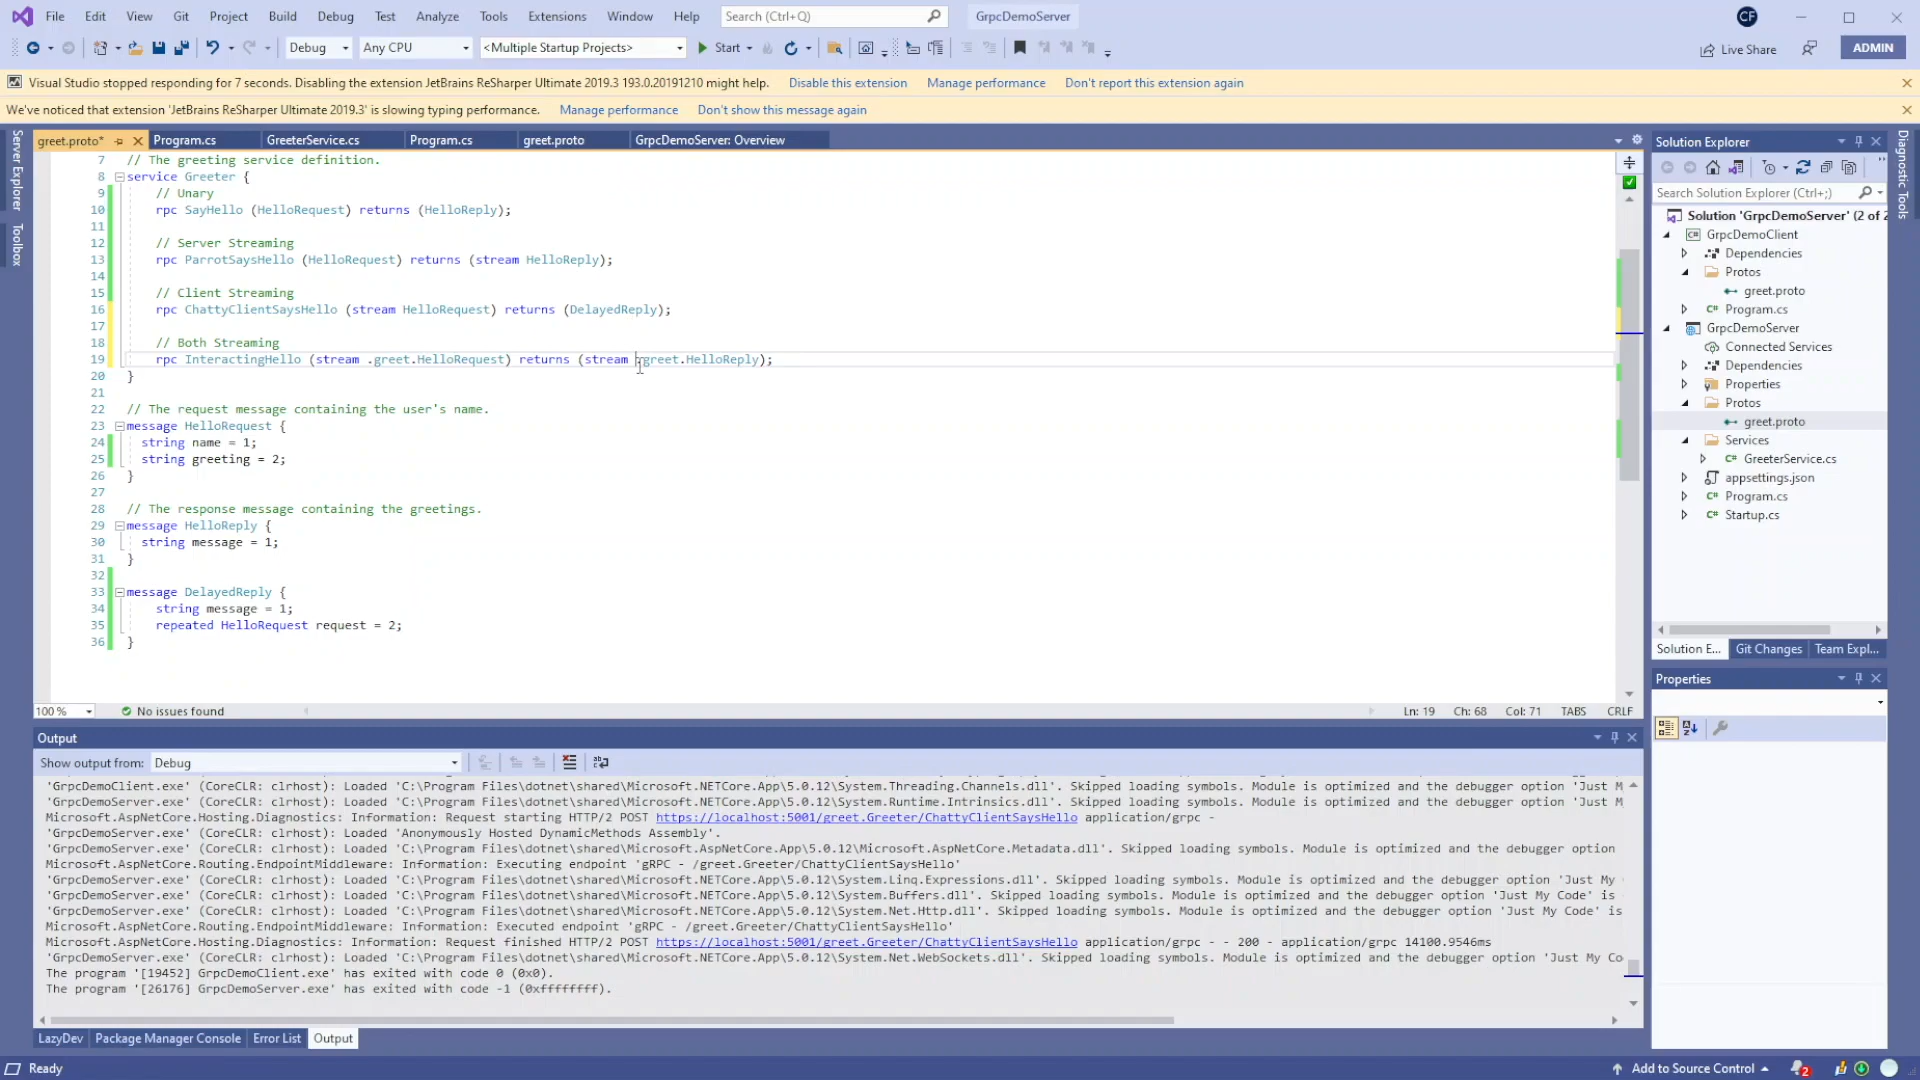 File Edit View Git Project Build Debug Test Analyze Tools Extensions Window Help Search (Ctrl+Q) GrpcDemoServer CF
Debug Any CPU <Multiple Startup Projects> Start Live Share ADMIN
Visual Studio stopped responding for 7 seconds. Disabling the extension JetBrains ReSharper Ultimate 2019.3 193.0.20191210 might help. Disable this extension Manage performance Don't report this extension again
We've noticed that extension 'JetBrains ReSharper Ultimate 2019.3' is slowing typing performance. Manage performance Don't show this message again
Server Explorer
Toolbox
greet.proto* Program.cs GreeterService.cs Program.cs greet.proto GrpcDemoServer: Overview
7 // The greeting service definition.
8 service Greeter {
9 // Unary
10 rpc SayHello (HelloRequest) returns (HelloReply);
11
12 // Server Streaming
13 rpc ParrotSaysHello (HelloRequest) returns (stream HelloReply);
14
15 // Client Streaming
16 rpc ChattyClientSaysHello (stream HelloRequest) returns (DelayedReply);
17
18 // Both Streaming
19 rpc InteractingHello (stream .greet.HelloRequest) returns (stream .greet.HelloReply);
20 }
21
22 // The request message containing the user's name.
23 message HelloRequest {
24 string name = 1;
25 string greeting = 2;
26 }
27
28 // The response message containing the greetings.
29 message HelloReply {
30 string message = 1;
31 }
32
33 message DelayedReply {
34 string message = 1;
35 repeated HelloRequest request = 2;
36 }
100 % No issues found Ln: 19 Ch: 68 Col: 71 TABS CRLF
Solution Explorer
Search Solution Explorer (Ctrl+;)
Solution 'GrpcDemoServer' (2 of 2
GrpcDemoClient
Dependencies
Protos
greet.proto
Program.cs
GrpcDemoServer
Connected Services
Dependencies
Properties
Protos
greet.proto
Services
GreeterService.cs
appsettings.json
Program.cs
Startup.cs
Solution E... Git Changes Team Expl...
Properties
Diagnostic Tools
Output
Show output from: Debug
'GrpcDemoClient.exe' (CoreCLR: clrhost): Loaded 'C:\Program Files\dotnet\shared\Microsoft.NETCore.App\5.0.12\System.Threading.Channels.dll'. Skipped loading symbols. Module is optimized and the debugger option 'Just M
'GrpcDemoServer.exe' (CoreCLR: clrhost): Loaded 'C:\Program Files\dotnet\shared\Microsoft.NETCore.App\5.0.12\System.Runtime.Intrinsics.dll'. Skipped loading symbols. Module is optimized and the debugger option 'Just M
Microsoft.AspNetCore.Hosting.Diagnostics: Information: Request starting HTTP/2 POST https://localhost:5001/greet.Greeter/ChattyClientSaysHello application/grpc -
'GrpcDemoServer.exe' (CoreCLR: clrhost): Loaded 'Anonymously Hosted DynamicMethods Assembly'.
'GrpcDemoServer.exe' (CoreCLR: clrhost): Loaded 'C:\Program Files\dotnet\shared\Microsoft.AspNetCore.App\5.0.12\Microsoft.AspNetCore.Metadata.dll'. Skipped loading symbols. Module is optimized and the debugger option
Microsoft.AspNetCore.Routing.EndpointMiddleware: Information: Executing endpoint 'gRPC - /greet.Greeter/ChattyClientSaysHello'
'GrpcDemoServer.exe' (CoreCLR: clrhost): Loaded 'C:\Program Files\dotnet\shared\Microsoft.NETCore.App\5.0.12\System.Linq.Expressions.dll'. Skipped loading symbols. Module is optimized and the debugger option 'Just My
'GrpcDemoServer.exe' (CoreCLR: clrhost): Loaded 'C:\Program Files\dotnet\shared\Microsoft.NETCore.App\5.0.12\System.Buffers.dll'. Skipped loading symbols. Module is optimized and the debugger option 'Just My Code' is
'GrpcDemoServer.exe' (CoreCLR: clrhost): Loaded 'C:\Program Files\dotnet\shared\Microsoft.NETCore.App\5.0.12\System.Net.Http.dll'. Skipped loading symbols. Module is optimized and the debugger option 'Just My Code' is
Microsoft.AspNetCore.Routing.EndpointMiddleware: Information: Executed endpoint 'gRPC - /greet.Greeter/ChattyClientSaysHello'
Microsoft.AspNetCore.Hosting.Diagnostics: Information: Request finished HTTP/2 POST https://localhost:5001/greet.Greeter/ChattyClientSaysHello application/grpc - - 200 - application/grpc 14100.9546ms
'GrpcDemoServer.exe' (CoreCLR: clrhost): Loaded 'C:\Program Files\dotnet\shared\Microsoft.NETCore.App\5.0.12\System.Net.WebSockets.dll'. Skipped loading symbols. Module is optimized and the debugger option 'Just My Co
The program '[19452] GrpcDemoClient.exe' has exited with code 0 (0x0).
The program '[26176] GrpcDemoServer.exe' has exited with code -1 (0xffffffff).
LazyDev Package Manager Console Error List Output
Ready Add to Source Control 2